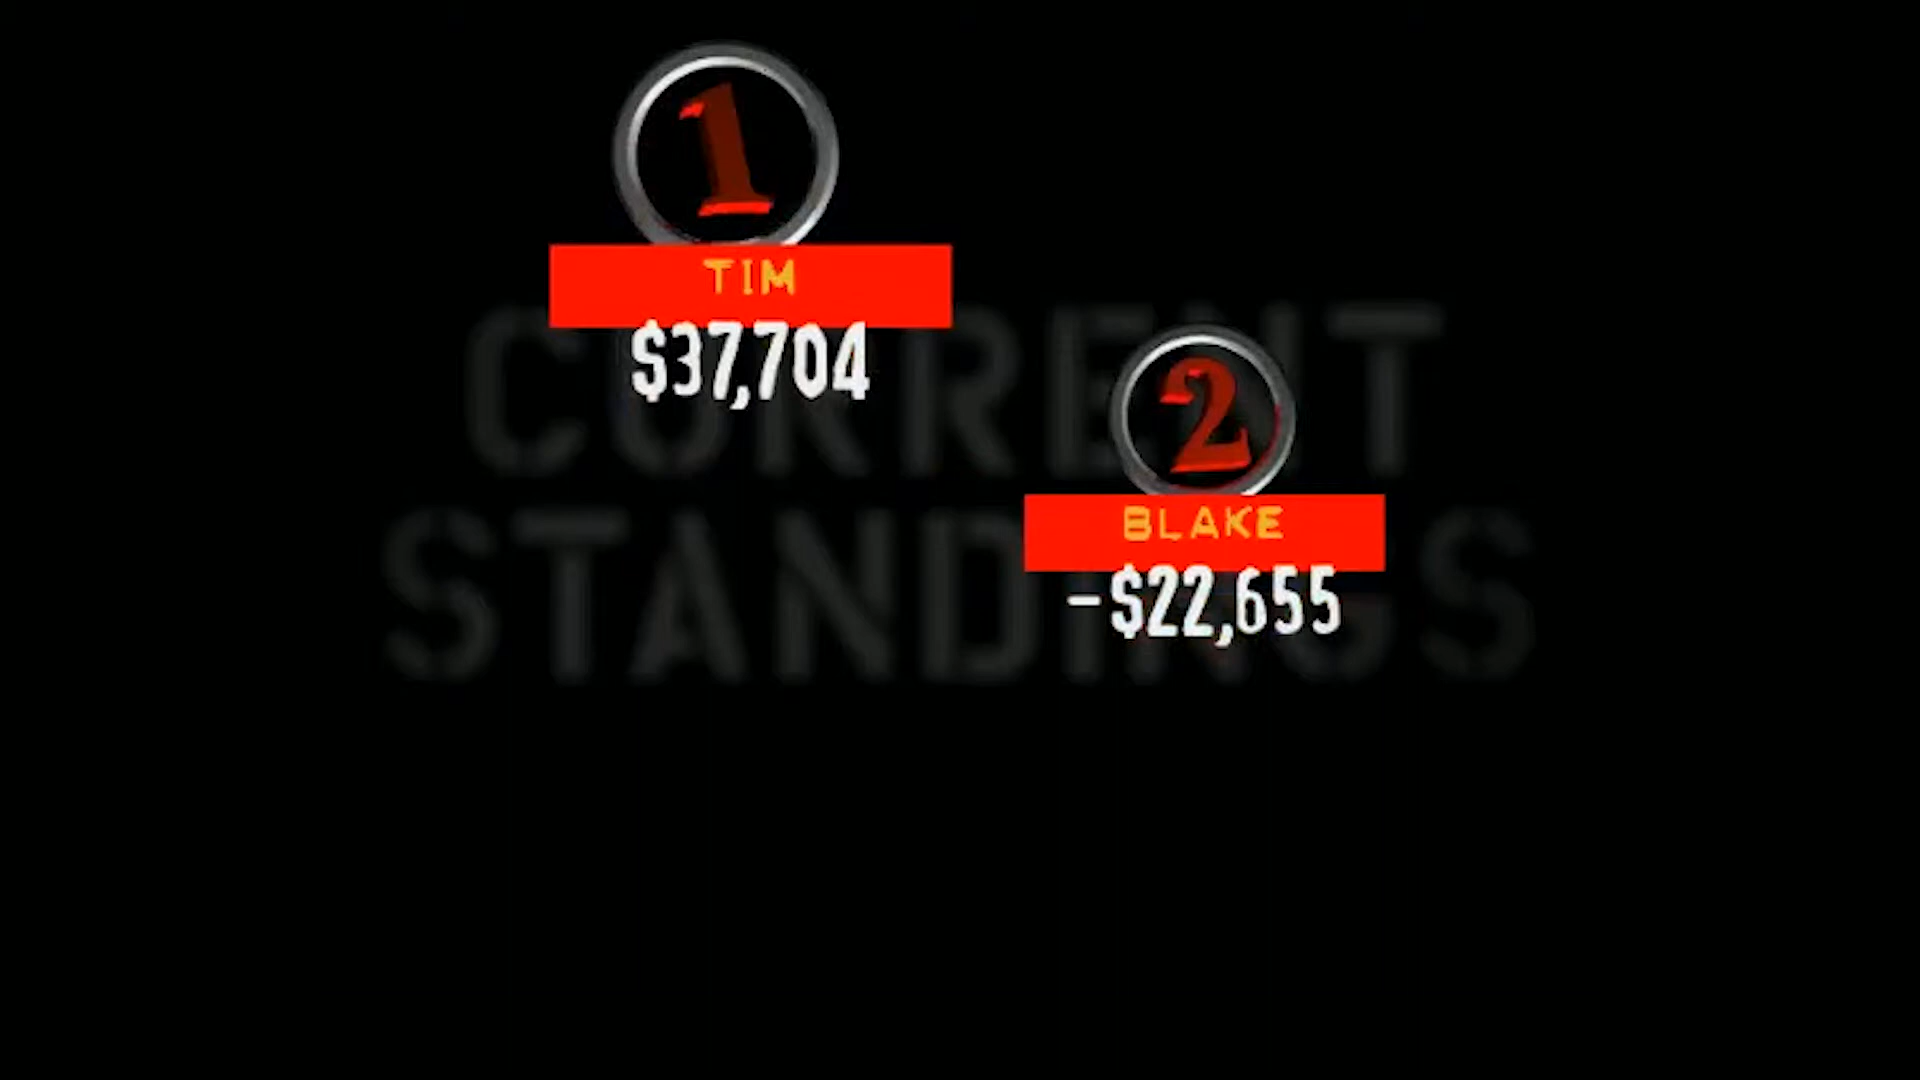 1
TIM
$37,704
2
BLAKE
-$22,655
CURRENT
STANDINGS